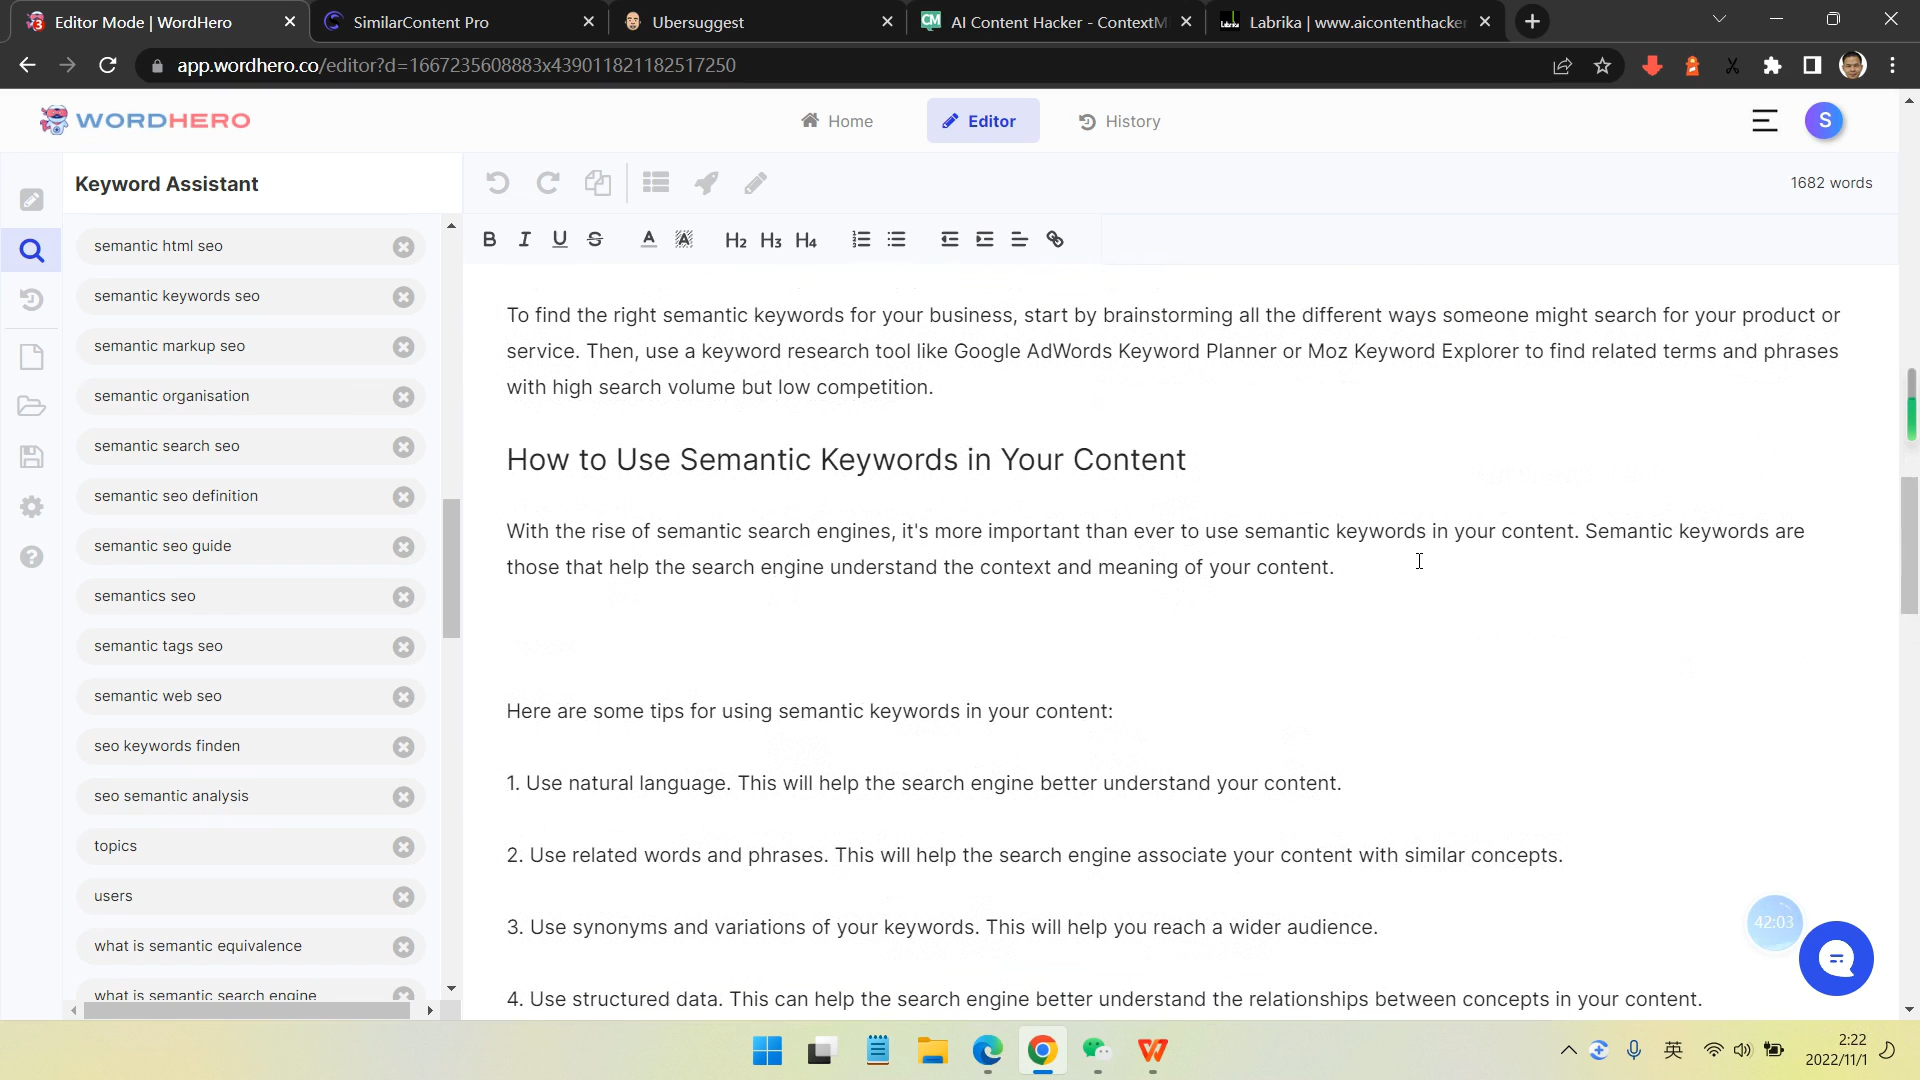 Editor Mode | WordHero
SimilarContent Pro
Ubersuggest
AI Content Hacker - ContextM
Labrika | www.aicontenthacker
app.wordhero.co/editor?d=1667235608883x439011821182517250
WORDHERO
Home
Editor
History
S
Keyword Assistant
1682 words
B I U S A A H2 H3 H4
semantic html seo
semantic keywords seo
semantic markup seo
semantic organisation
semantic search seo
semantic seo definition
semantic seo guide
semantics seo
semantic tags seo
semantic web seo
seo keywords finden
seo semantic analysis
topics
users
what is semantic equivalence
what is semantic search engine
To find the right semantic keywords for your business, start by brainstorming all the different ways someone might search for your product or
service. Then, use a keyword research tool like Google AdWords Keyword Planner or Moz Keyword Explorer to find related terms and phrases
with high search volume but low competition.
How to Use Semantic Keywords in Your Content
With the rise of semantic search engines, it's more important than ever to use semantic keywords in your content. Semantic keywords are
those that help the search engine understand the context and meaning of your content.
Here are some tips for using semantic keywords in your content:
1. Use natural language. This will help the search engine better understand your content.
2. Use related words and phrases. This will help the search engine associate your content with similar concepts.
3. Use synonyms and variations of your keywords. This will help you reach a wider audience.
4. Use structured data. This can help the search engine better understand the relationships between concepts in your content.
42:03
英
2:22
2022/11/1